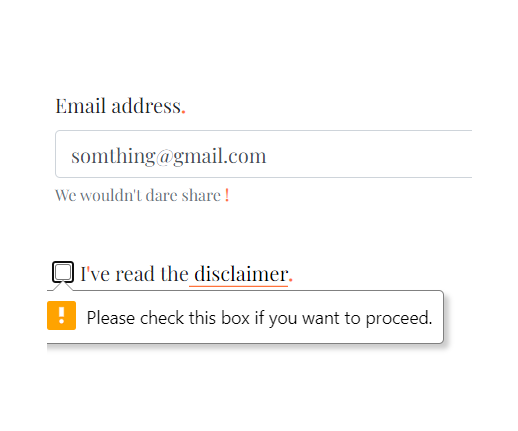 Email address.
somthing@gmail.com
We wouldn't dare share !
I've read the disclaimer.
! Please check this box if you want to proceed.